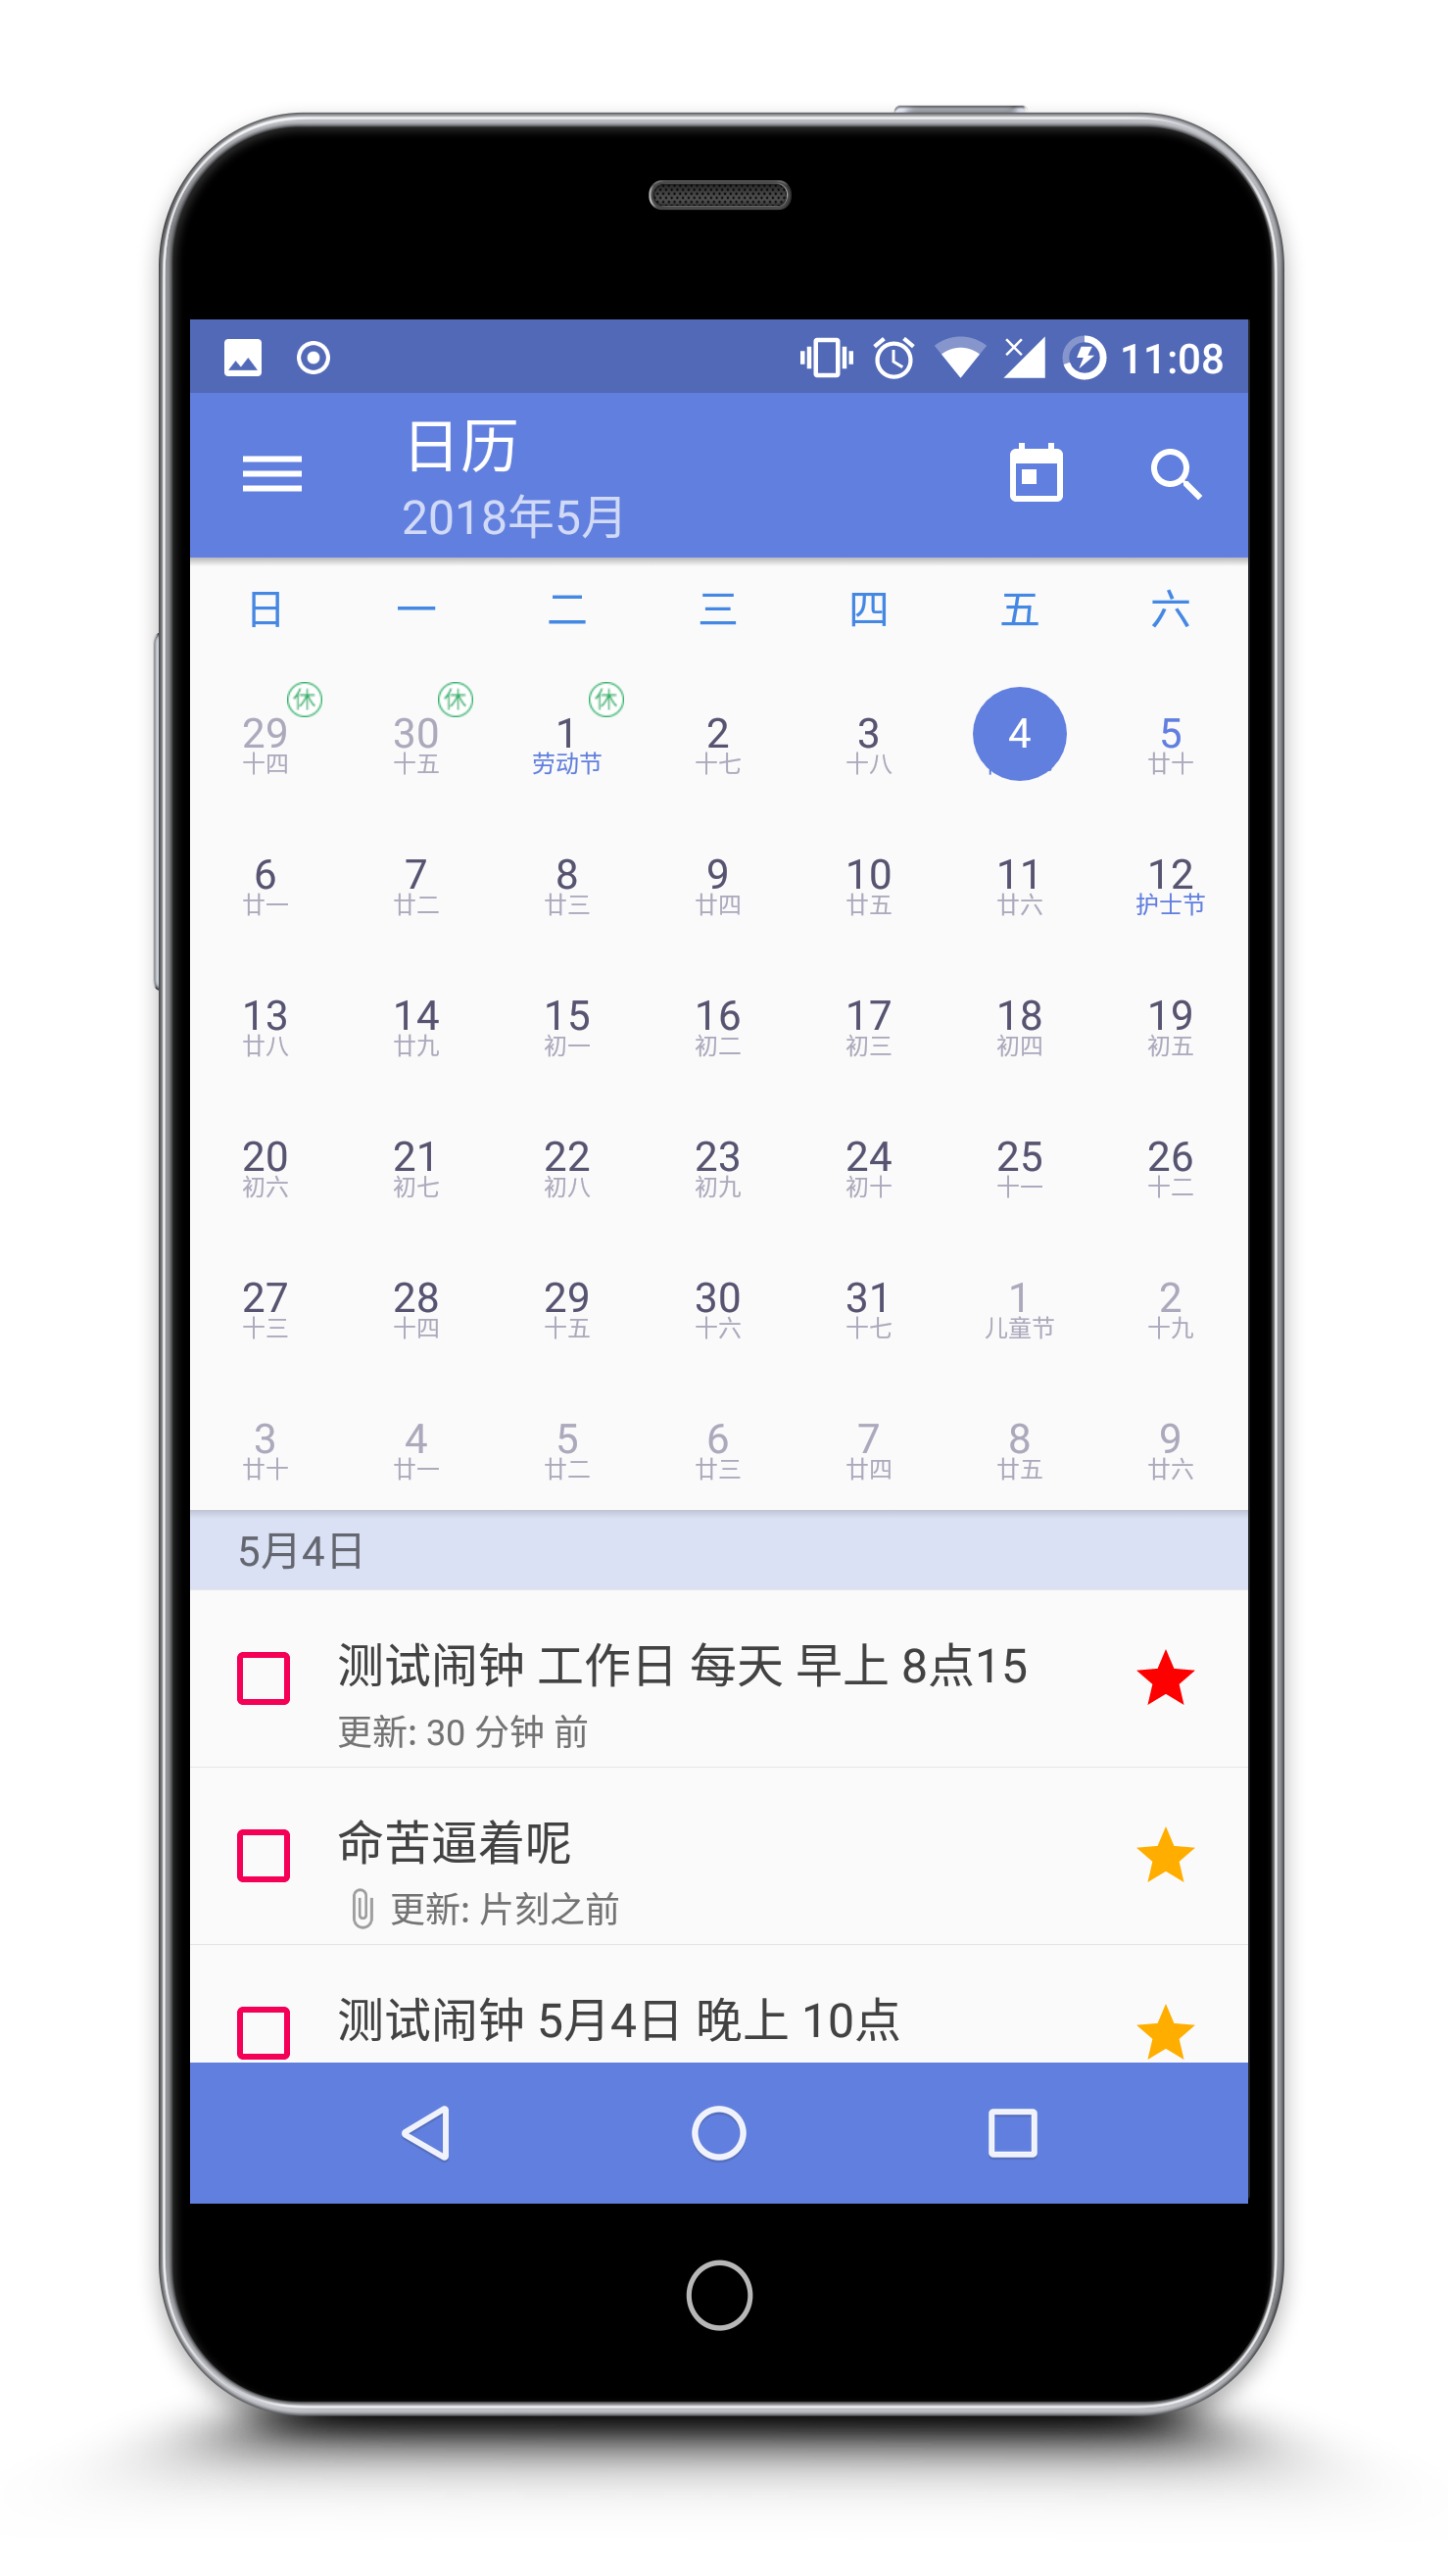 11:08
日历
2018年5月
日 一 二 三 四 五 六
休 休 休
29 30 1 2 3 4 5
十四 十五 劳动节 十七 十八 廿十
6 7 8 9 10 11 12
廿一 廿二 廿三 廿四 廿五 廿六 护士节
13 14 15 16 17 18 19
廿八 廿九 初一 初二 初三 初四 初五
20 21 22 23 24 25 26
初六 初七 初八 初九 初十 十一 十二
27 28 29 30 31 1 2
十三 十四 十五 十六 十七 儿童节 十九
3 4 5 6 7 8 9
廿十 廿一 廿二 廿三 廿四 廿五 廿六
5月4日
测试闹钟 工作日 每天 早上 8点15
更新: 30 分钟 前
命苦逼着呢
更新: 片刻之前
测试闹钟 5月4日 晚上 10点